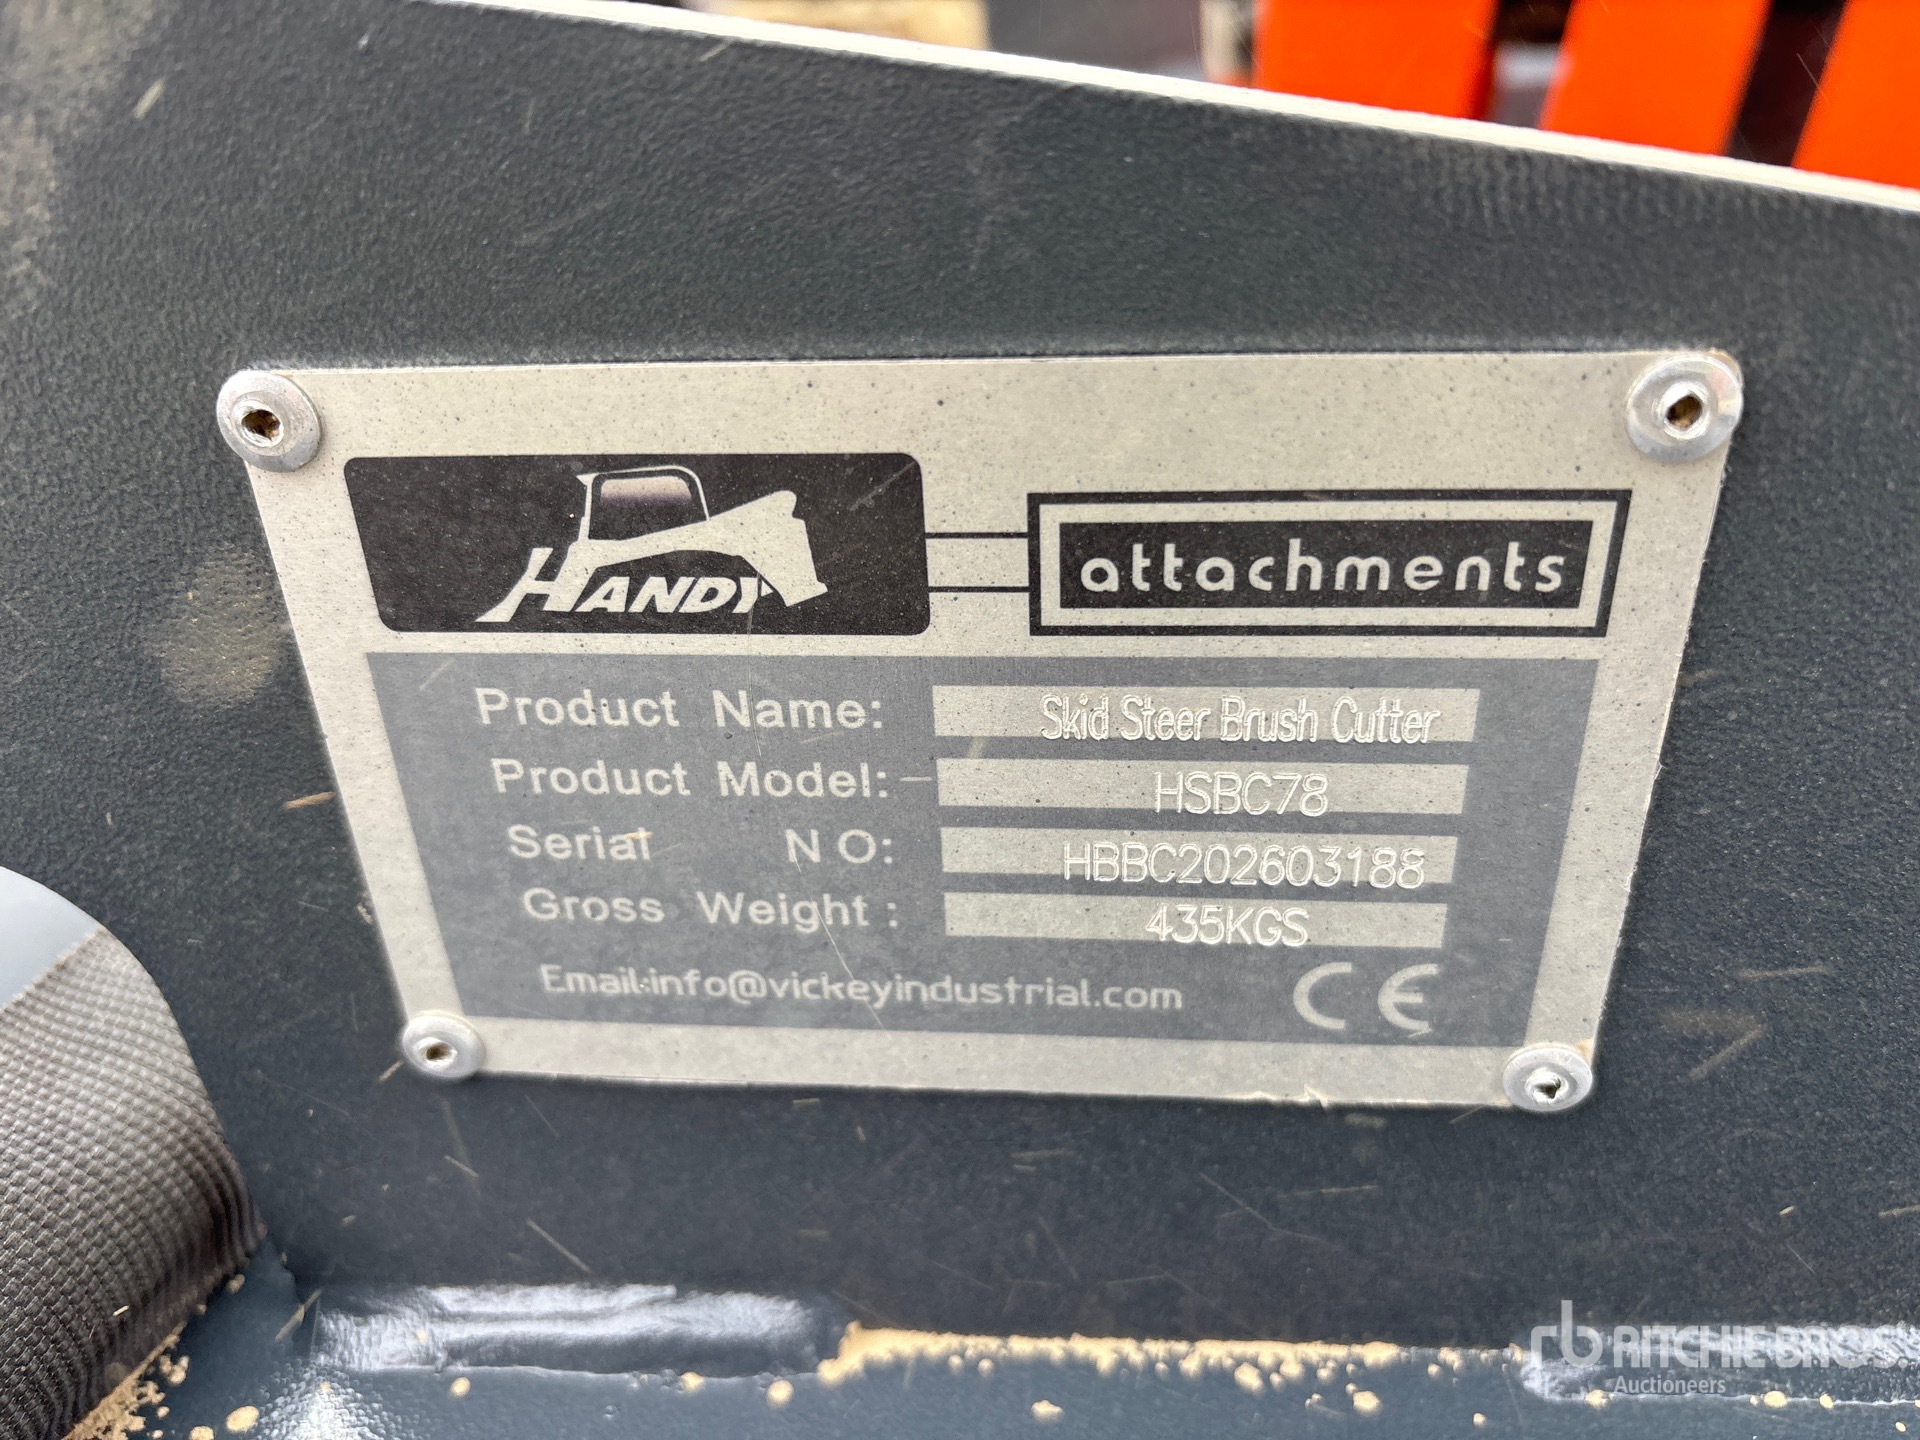 HANDY
attachments
Product Name: Skid Steer Brush Cutter
Product Model: HSBC78
Serial NO: HBBC202603188
Gross Weight: 435KGS
Email:info@vickeyindustrial.com CE
rb RITCHIE BROS
Auctioneers